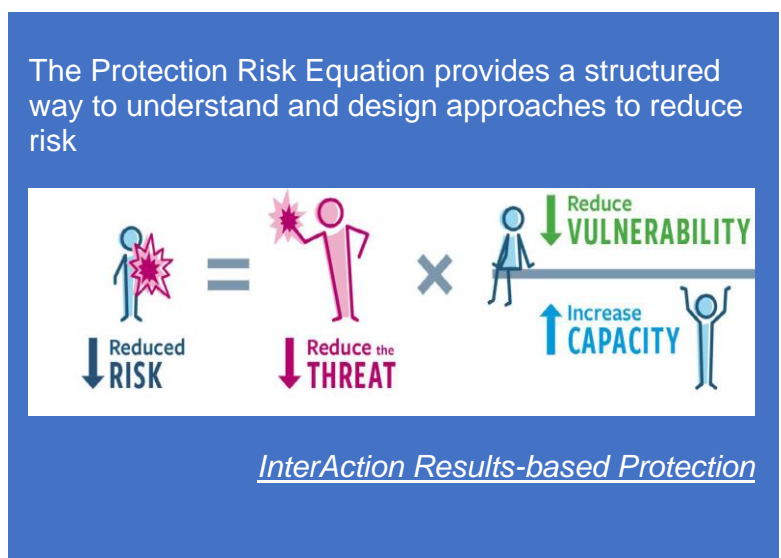 The Protection Risk Equation provides a structured
way to understand and design approaches to reduce
risk
Reduced
RISK
=
Reduce the
THREAT
×
Reduce
VULNERABILITY
Increase
CAPACITY
InterAction Results-based Protection